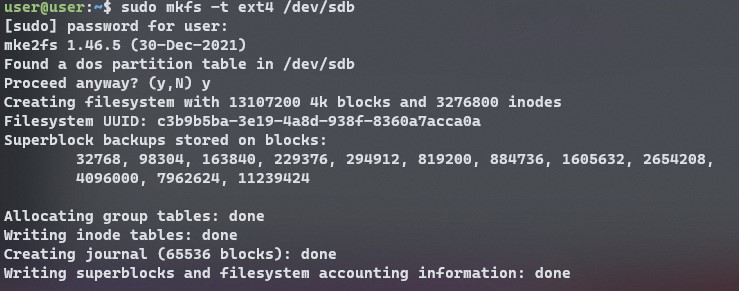 user@user:~$ sudo mkfs -t ext4 /dev/sdb
[sudo] password for user:
mke2fs 1.46.5 (30-Dec-2021)
Found a dos partition table in /dev/sdb
Proceed anyway? (y,N) y
Creating filesystem with 13107200 4k blocks and 3276800 inodes
Filesystem UUID: c3b9b5ba-3e19-4a8d-938f-8360a7acca0a
Superblock backups stored on blocks:
32768, 98304, 163840, 229376, 294912, 819200, 884736, 1605632, 2654208,
4096000, 7962624, 11239424
Allocating group tables: done
Writing inode tables: done
Creating journal (65536 blocks): done
Writing superblocks and filesystem accounting information: done